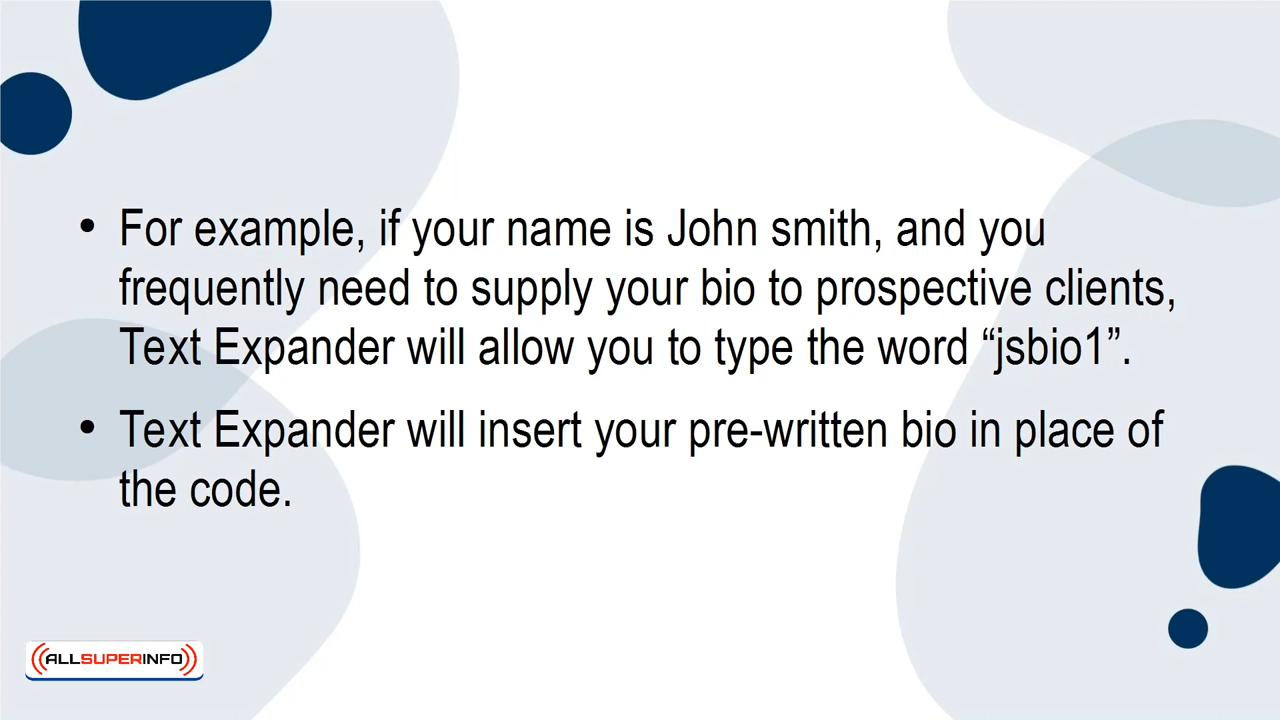 • For example, if your name is John smith, and you
frequently need to supply your bio to prospective clients,
Text Expander will allow you to type the word “jsbio1”.
• Text Expander will insert your pre-written bio in place of
the code.
ALLSUPERINFO